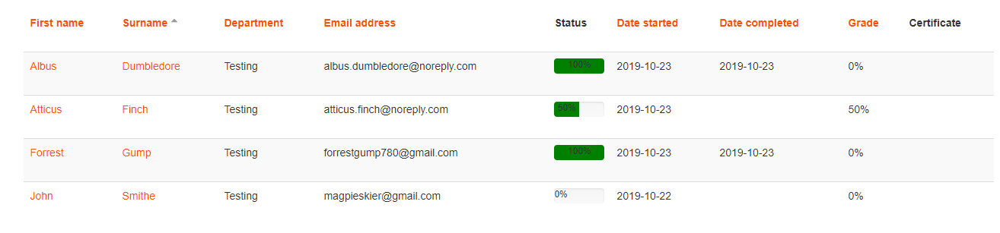 First name Surname Department Email address Status Date started Date completed Grade Certificate
Albus Dumbledore Testing albus.dumbledore@noreply.com 100% 2019-10-23 2019-10-23 0%
Atticus Finch Testing atticus.finch@noreply.com 50% 2019-10-23 50%
Forrest Gump Testing forrestgump780@gmail.com 100% 2019-10-23 2019-10-23 0%
John Smithe Testing magpieskier@gmail.com 0% 2019-10-22 0%